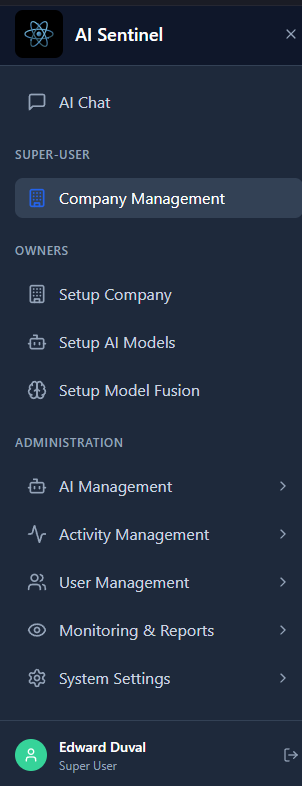 AI Sentinel
AI Chat
SUPER-USER
Company Management
OWNERS
Setup Company
Setup AI Models
Setup Model Fusion
ADMINISTRATION
AI Management
Activity Management
User Management
Monitoring & Reports
System Settings
Edward Duval
Super User